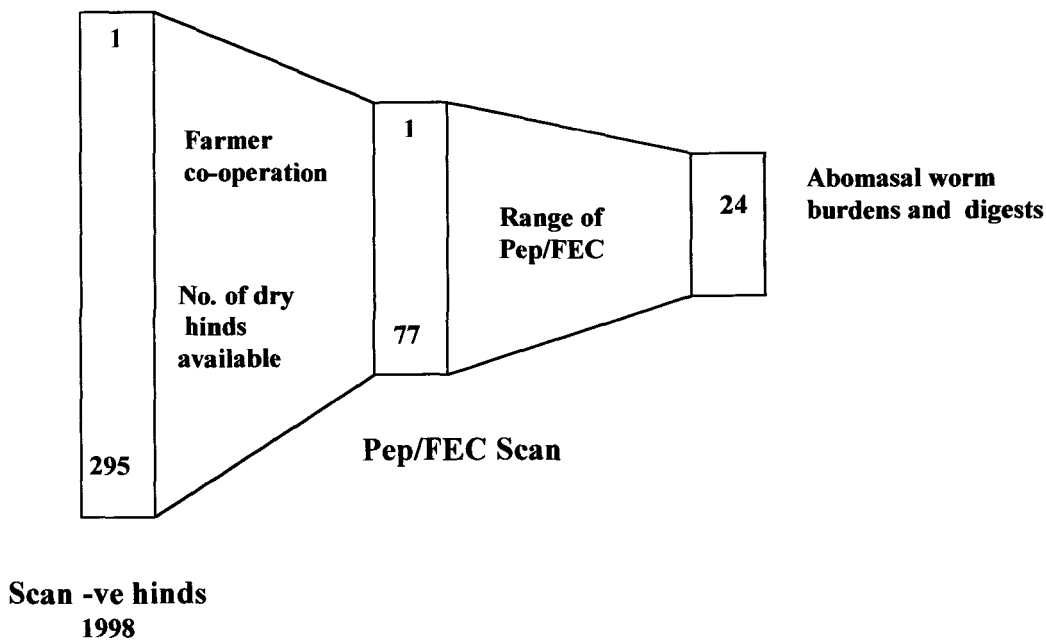 1
Farmer
co-operation
No. of dry
hinds
available
295
Scan -ve hinds
1998
1
77
Pep/FEC Scan
Range of
Pep/FEC
24
Abomasal worm
burdens and digests